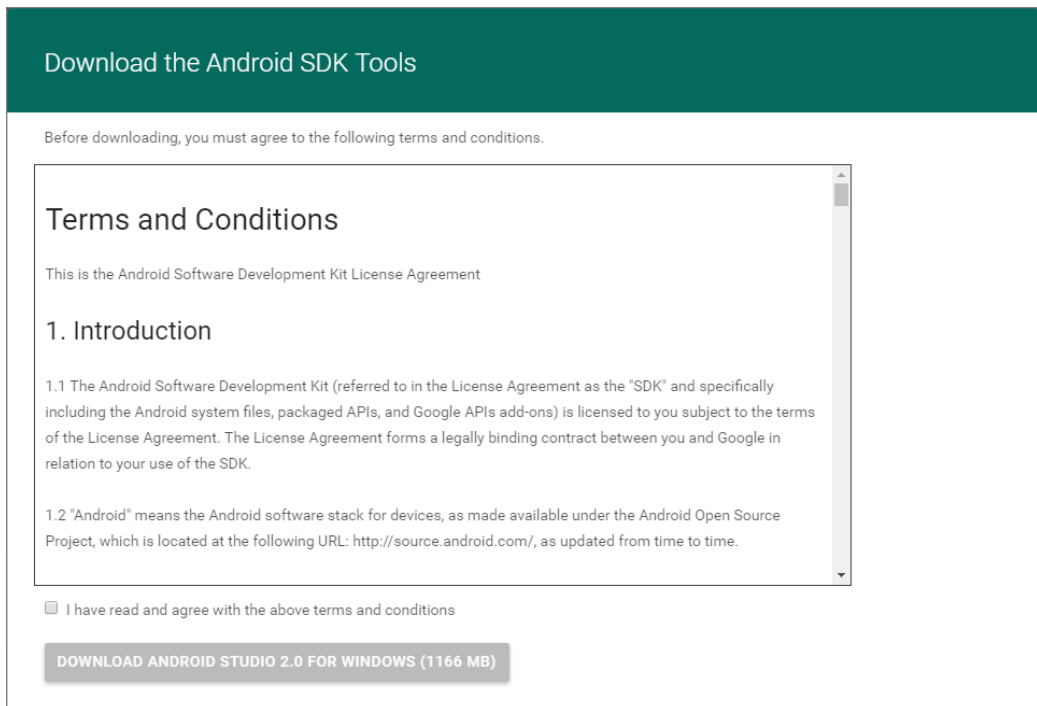 Download the Android SDK Tools
Before downloading, you must agree to the following terms and conditions.
Terms and Conditions
This is the Android Software Development Kit License Agreement
1. Introduction
1.1 The Android Software Development Kit (referred to in the License Agreement as the "SDK" and specifically
including the Android system files, packaged APIs, and Google APIs add-ons) is licensed to you subject to the terms
of the License Agreement. The License Agreement forms a legally binding contract between you and Google in
relation to your use of the SDK.
1.2 "Android" means the Android software stack for devices, as made available under the Android Open Source
Project, which is located at the following URL: http://source.android.com/, as updated from time to time.
I have read and agree with the above terms and conditions
DOWNLOAD ANDROID STUDIO 2.0 FOR WINDOWS (1166 MB)